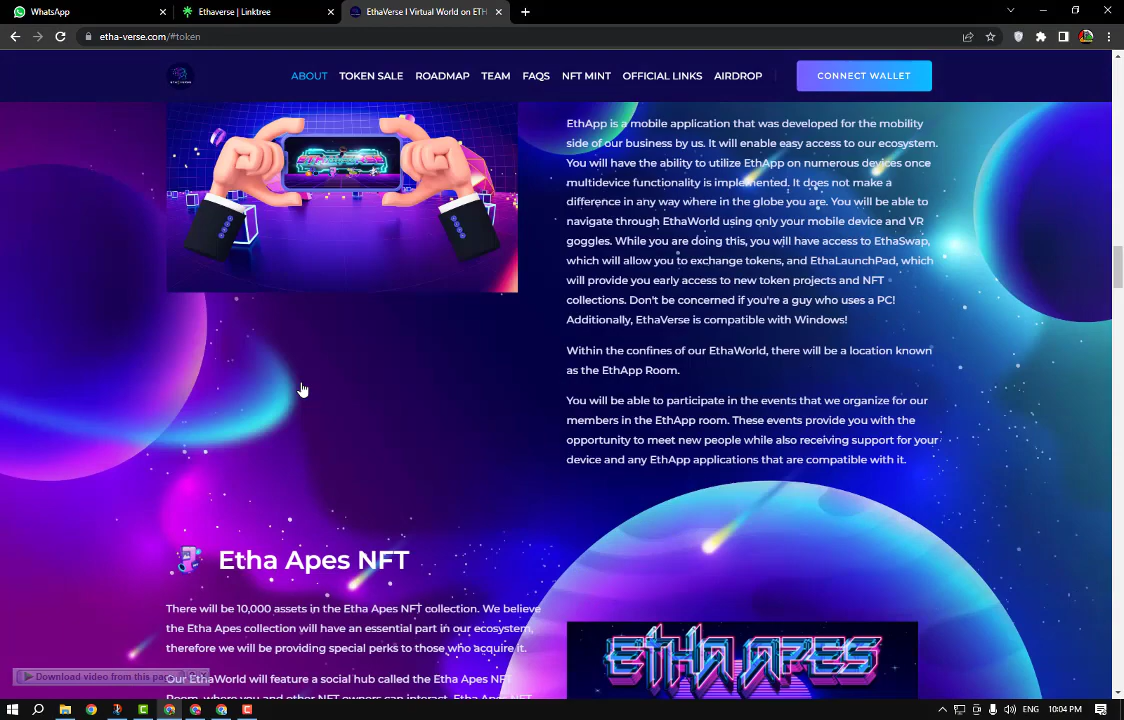 WhatsApp
Ethaverse | Linktree
EthaVerse I Virtual World on ETH
etha-verse.com/#token
ABOUT
TOKEN SALE
ROADMAP
TEAM
FAQS
NFT MINT
OFFICIAL LINKS
AIRDROP
CONNECT WALLET
ETHAPES
EthApp is a mobile application that was developed for the mobility
side of our business by us. It will enable easy access to our ecosystem.
You will have the ability to utilize EthApp on numerous devices once
multidevice functionality is implemented. It does not make a
difference in any way where in the globe you are. You will be able to
navigate through EthaWorld using only your mobile device and VR
goggles. While you are doing this, you will have access to EthaSwap,
which will allow you to exchange tokens, and EthaLaunchPad, which
will provide you early access to new token projects and NFT
collections. Don't be concerned if you're a guy who uses a PC!
Additionally, EthaVerse is compatible with Windows!
Within the confines of our EthaWorld, there will be a location known
as the EthApp Room.
You will be able to participate in the events that we organize for our
members in the EthApp room. These events provide you with the
opportunity to meet new people while also receiving support for your
device and any EthApp applications that are compatible with it.
Etha Apes NFT
There will be 10,000 assets in the Etha Apes NFT collection. We believe
the Etha Apes collection will have an essential part in our ecosystem,
therefore we will be providing special perks to those who acquire it.
Our EthaWorld will feature a social hub called the Etha Apes NFT
Room, where you and other NFT owners can interact. Etha Apes NFT
ETHA APES
Download video from this page
ENG
10:04 PM